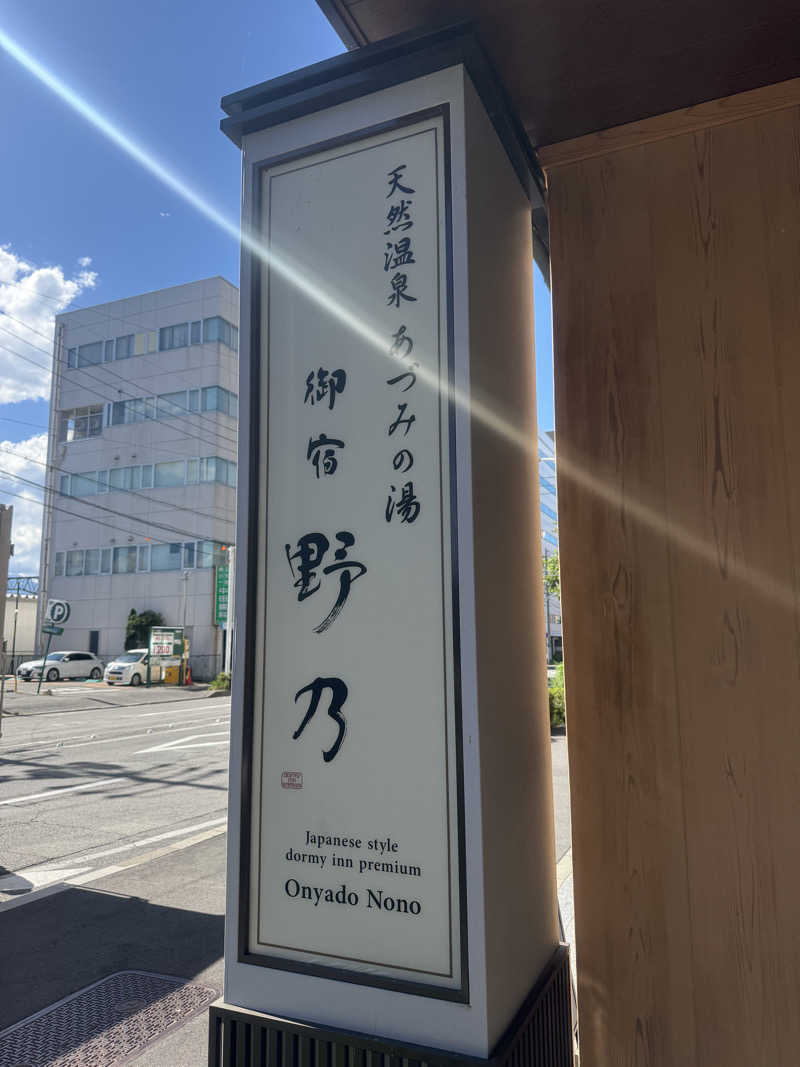 天然温泉 あづみの湯
御宿
野乃
Japanese style
dormy inn premium
Onyado Nono
P